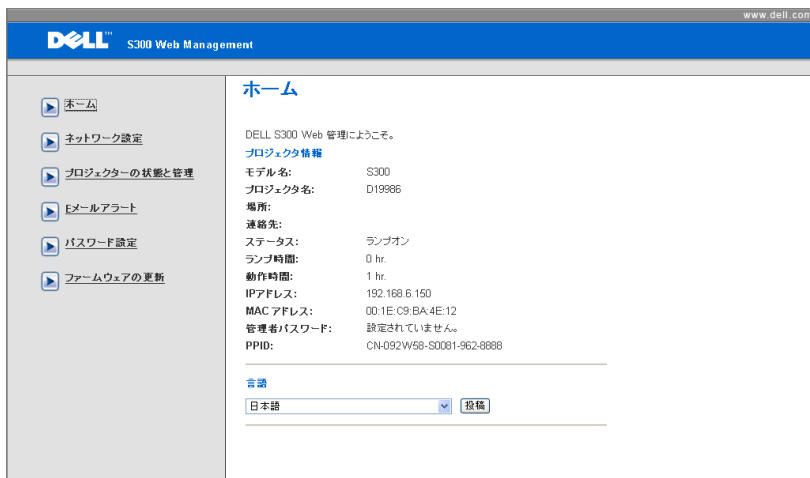 www.dell.com
DELL™ S300 Web Management
ホーム
ネットワーク設定
プロジェクターの状態と管理
Eメールアラート
パスワード設定
ファームウェアの更新
ホーム
DELL S300 Web 管理にようこそ。
プロジェクタ情報
モデル名: S300
プロジェクタ名: D19986
場所:
連絡先:
ステータス: ランプオン
ランプ時間: 0 hr.
動作時間: 1 hr.
IPアドレス: 192.168.6.150
MAC アドレス: 00:1E:C9:BA:4E:12
管理者パスワード: 設定されていません。
PPID: CN-092W58-S0081-962-8888
言語
日本語 投稿